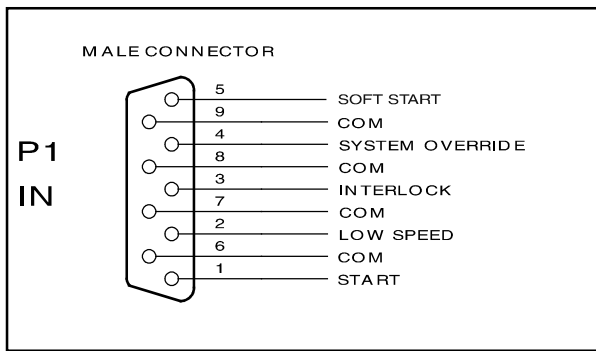 MALE CONNECTOR
P1
IN
5 SOFT START
9 COM
4 SYSTEM OVERRIDE
8 COM
3 INTERLOCK
7 COM
2 LOW SPEED
6 COM
1 START